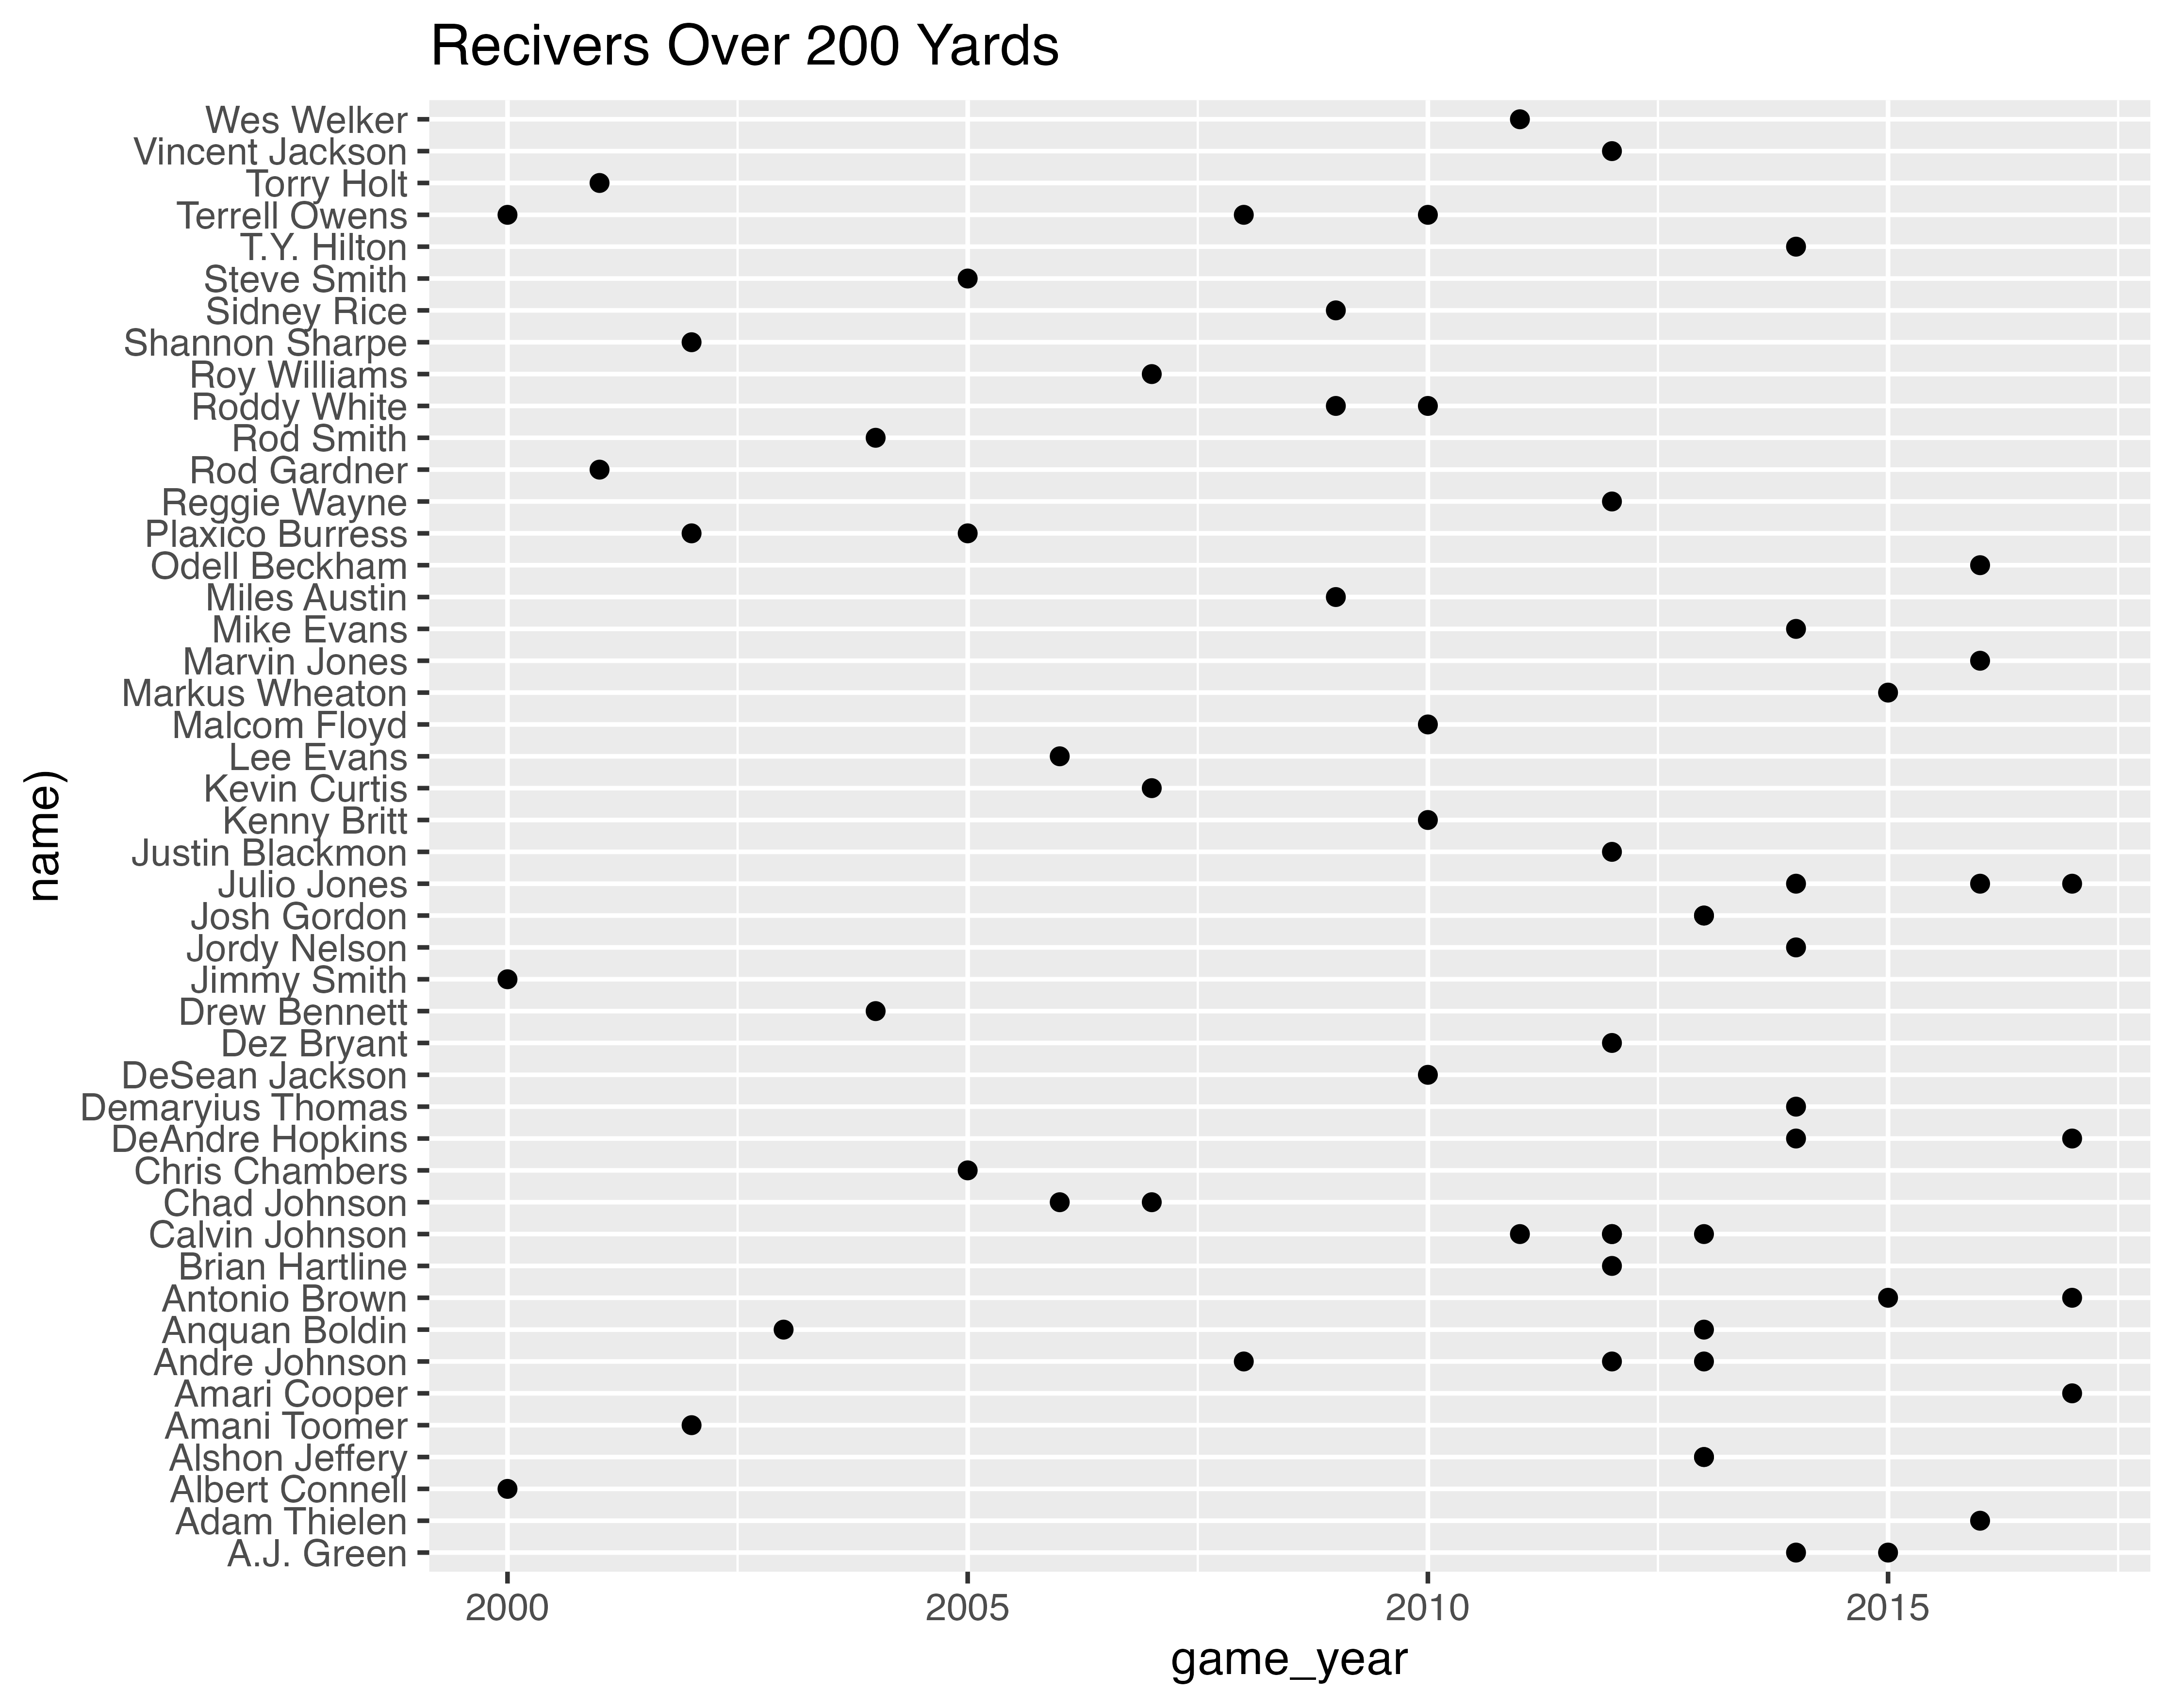 Recivers Over 200 Yards
Wes Welker
Vincent Jackson
Torry Holt
Terrell Owens
T.Y. Hilton
Steve Smith
Sidney Rice
Shannon Sharpe
Roy Williams
Roddy White
Rod Smith
Rod Gardner
Reggie Wayne
Plaxico Burress
Odell Beckham
Miles Austin
Mike Evans
Marvin Jones
Markus Wheaton
Malcom Floyd
Lee Evans
Kevin Curtis
Kenny Britt
Justin Blackmon
Julio Jones
Josh Gordon
Jordy Nelson
Jimmy Smith
Drew Bennett
Dez Bryant
DeSean Jackson
Demaryius Thomas
DeAndre Hopkins
Chris Chambers
Chad Johnson
Calvin Johnson
Brian Hartline
Antonio Brown
Anquan Boldin
Andre Johnson
Amari Cooper
Amani Toomer
Alshon Jeffery
Albert Connell
Adam Thielen
A.J. Green
name)
2000 2005 2010 2015
game_year